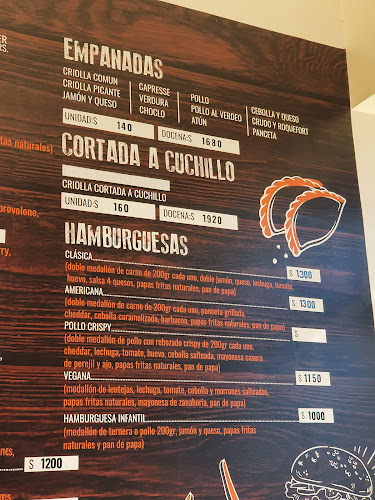 ER
RS.
tas naturales)
provolone,
rry,
ncs,
$ 1200
EMPANADAS
CRIOLLA COMUN
CRIOLLA PICANTE
JAMÓN Y QUESO
CAPRESSE
VERDURA
CHOCLO
POLLO
POLLO AL VERDEO
ATÚN
CEBOLLA Y QUESO
CRUDO Y ROQUEFORT
PANCETA
UNIDAD:$ 140 DOCENA:$ 1680
CORTADA A CUCHILLO
CRIOLLA CORTADA A CUCHILLO
UNIDAD:$ 160 DOCENA:$ 1920
HAMBURGUESAS
CLÁSICA $ 1300
(doble medallón de carne de 200gr cada uno, doble jamón, queso, lechuga, tomate,
huevo, salsa 4 quesos, papas fritas naturales, pan de papa)
AMERICANA $ 1300
(doble medallón de carne de 200gr cada uno, panceta grillada,
cheddar, cebolla caramelizada, barbacoa, papas fritas naturales, pan de papa)
POLLO CRISPY $
(doble medallón de pollo con rebozado crispy de 200gr cada uno,
cheddar, lechuga, tomate, huevo, cebolla salteada, mayonesa casera
de perejil y ajo, papas fritas naturales, pan de papa)
VEGANA $ 1150
(medallón de lentejas, lechuga, tomate, cebolla y morrones salteados,
papas fritas naturales, mayonesa de zanahoria, pan de papa)
HAMBURGUESA INFANTIL $ 1000
(medallón de ternera o pollo 200gr, jamón y queso, papas fritas
naturales y pan de papa)